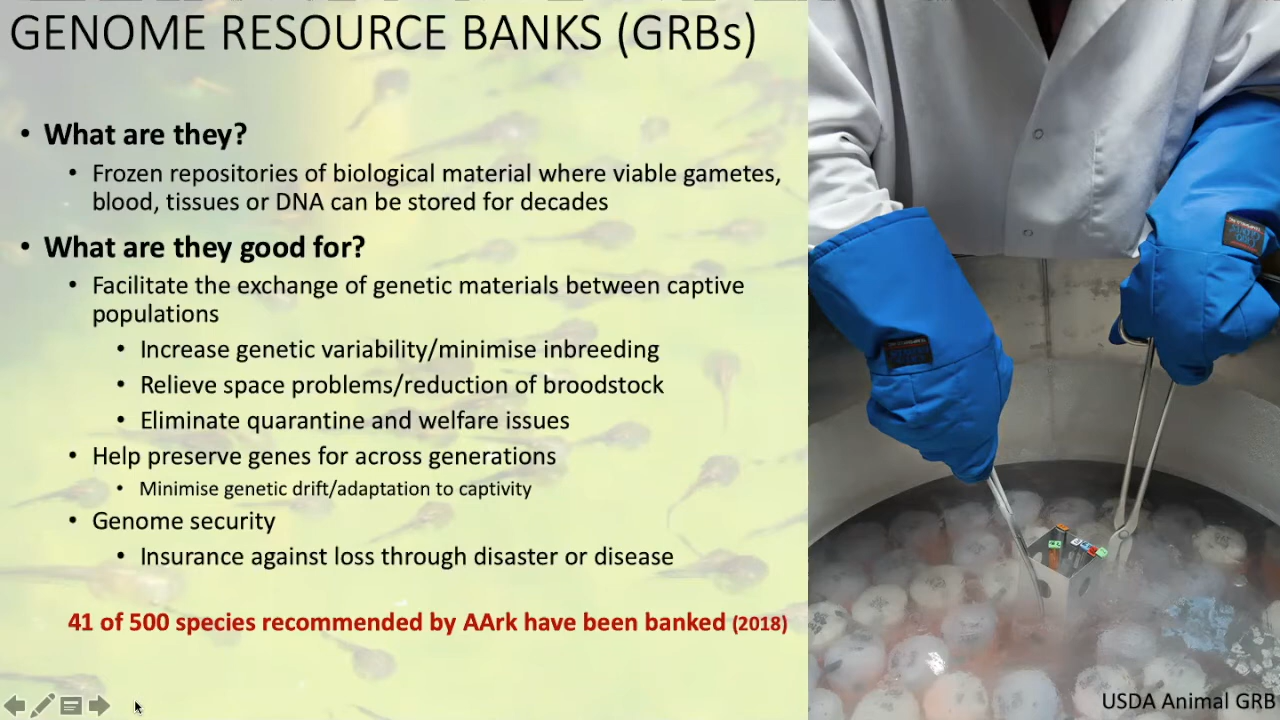 GENOME RESOURCE BANKS (GRBs)
• What are they?
• Frozen repositories of biological material where viable gametes,
blood, tissues or DNA can be stored for decades
• What are they good for?
• Facilitate the exchange of genetic materials between captive
populations
• Increase genetic variability/minimise inbreeding
• Relieve space problems/reduction of broodstock
• Eliminate quarantine and welfare issues
• Help preserve genes for across generations
• Minimise genetic drift/adaptation to captivity
• Genome security
• Insurance against loss through disaster or disease
41 of 500 species recommended by AArk have been banked (2018)
USDA Animal GRB